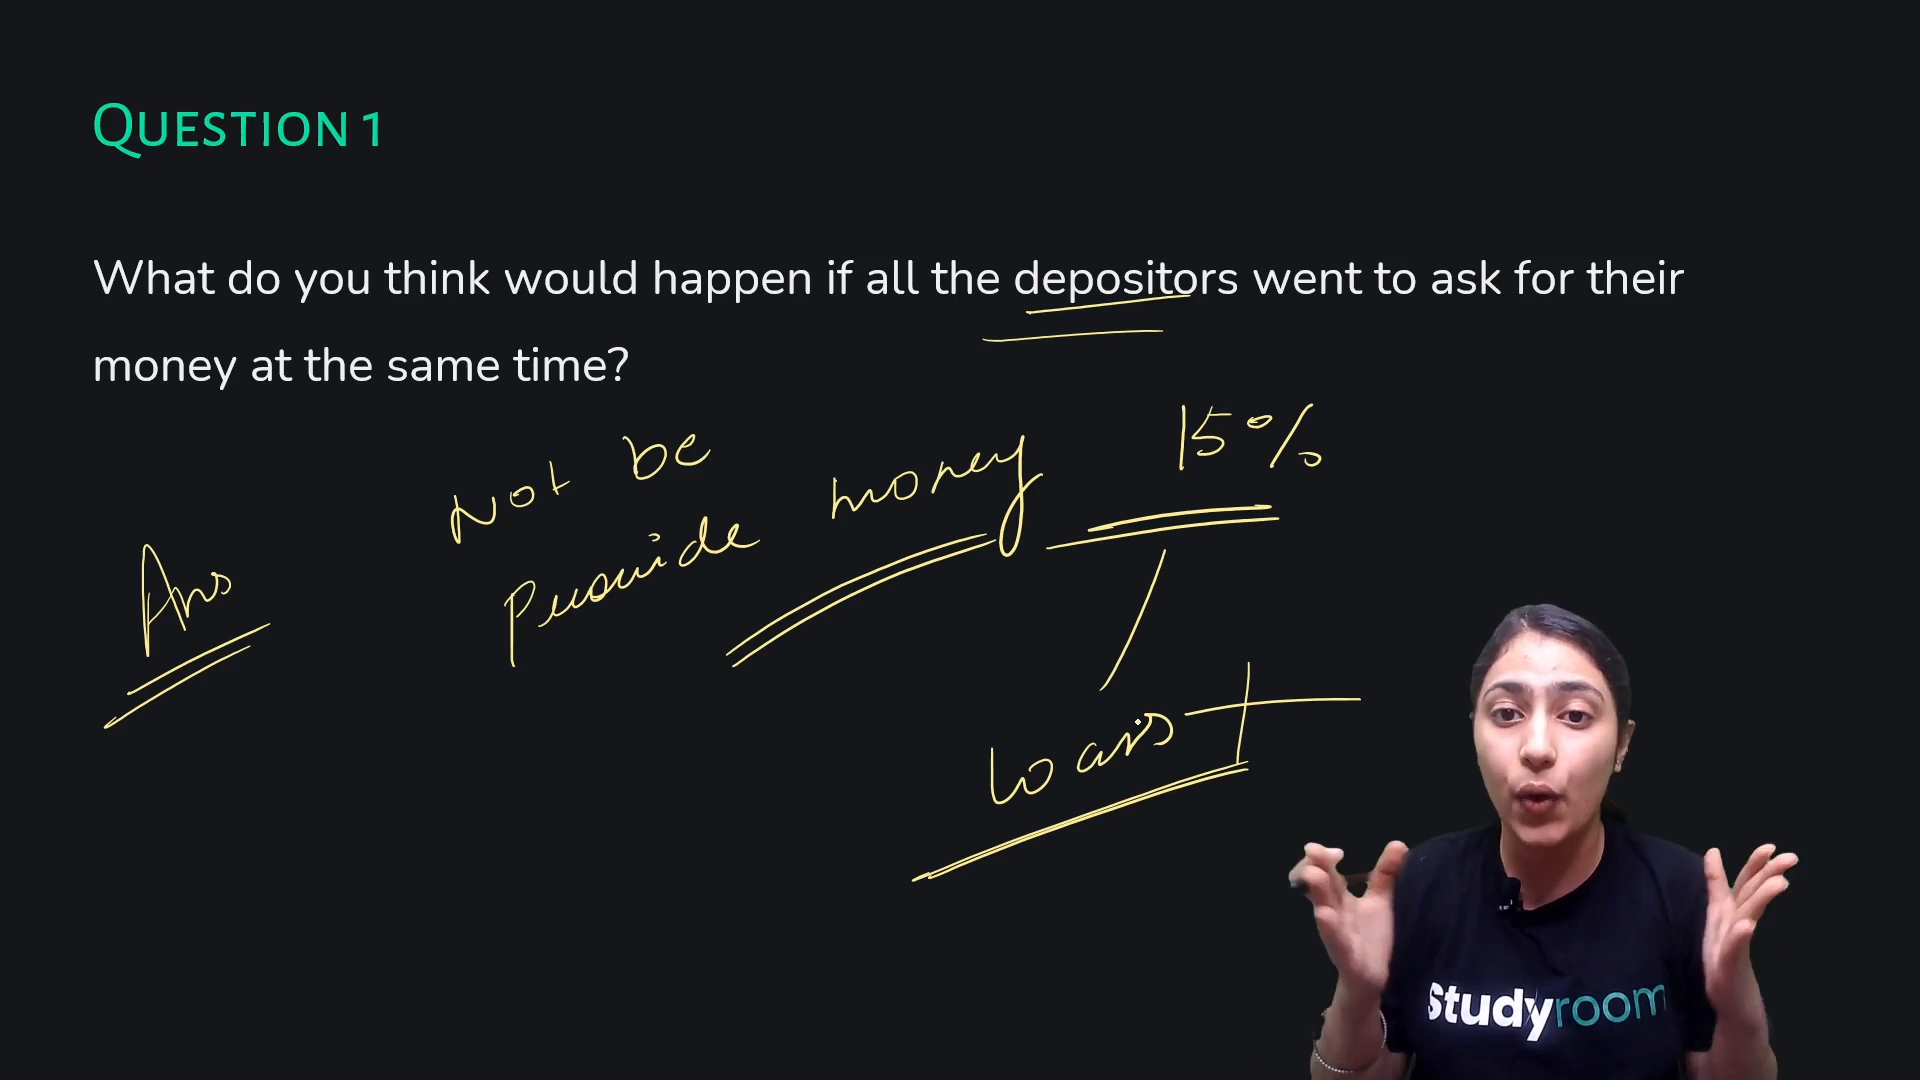 QUESTION 1
What do you think would happen if all the depositors went to ask for their
money at the same time?
15%
Not be
Provide money
Ans
loans +
Studyroom